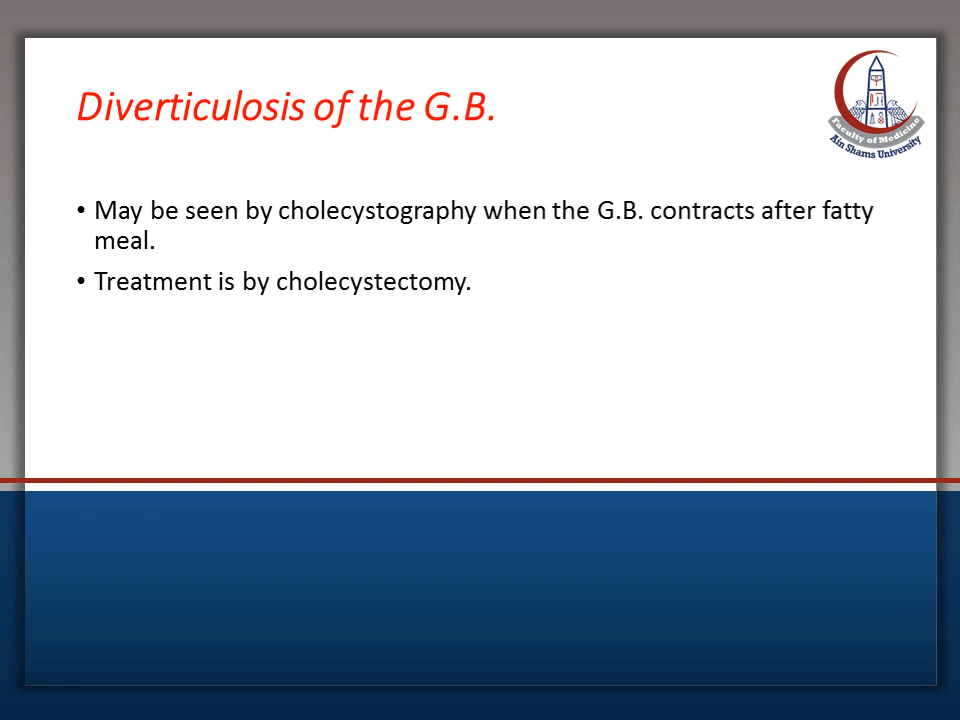 Diverticulosis of the G.B.
Faculty of Medicine
Ain Shams University
• May be seen by cholecystography when the G.B. contracts after fatty
meal.
• Treatment is by cholecystectomy.